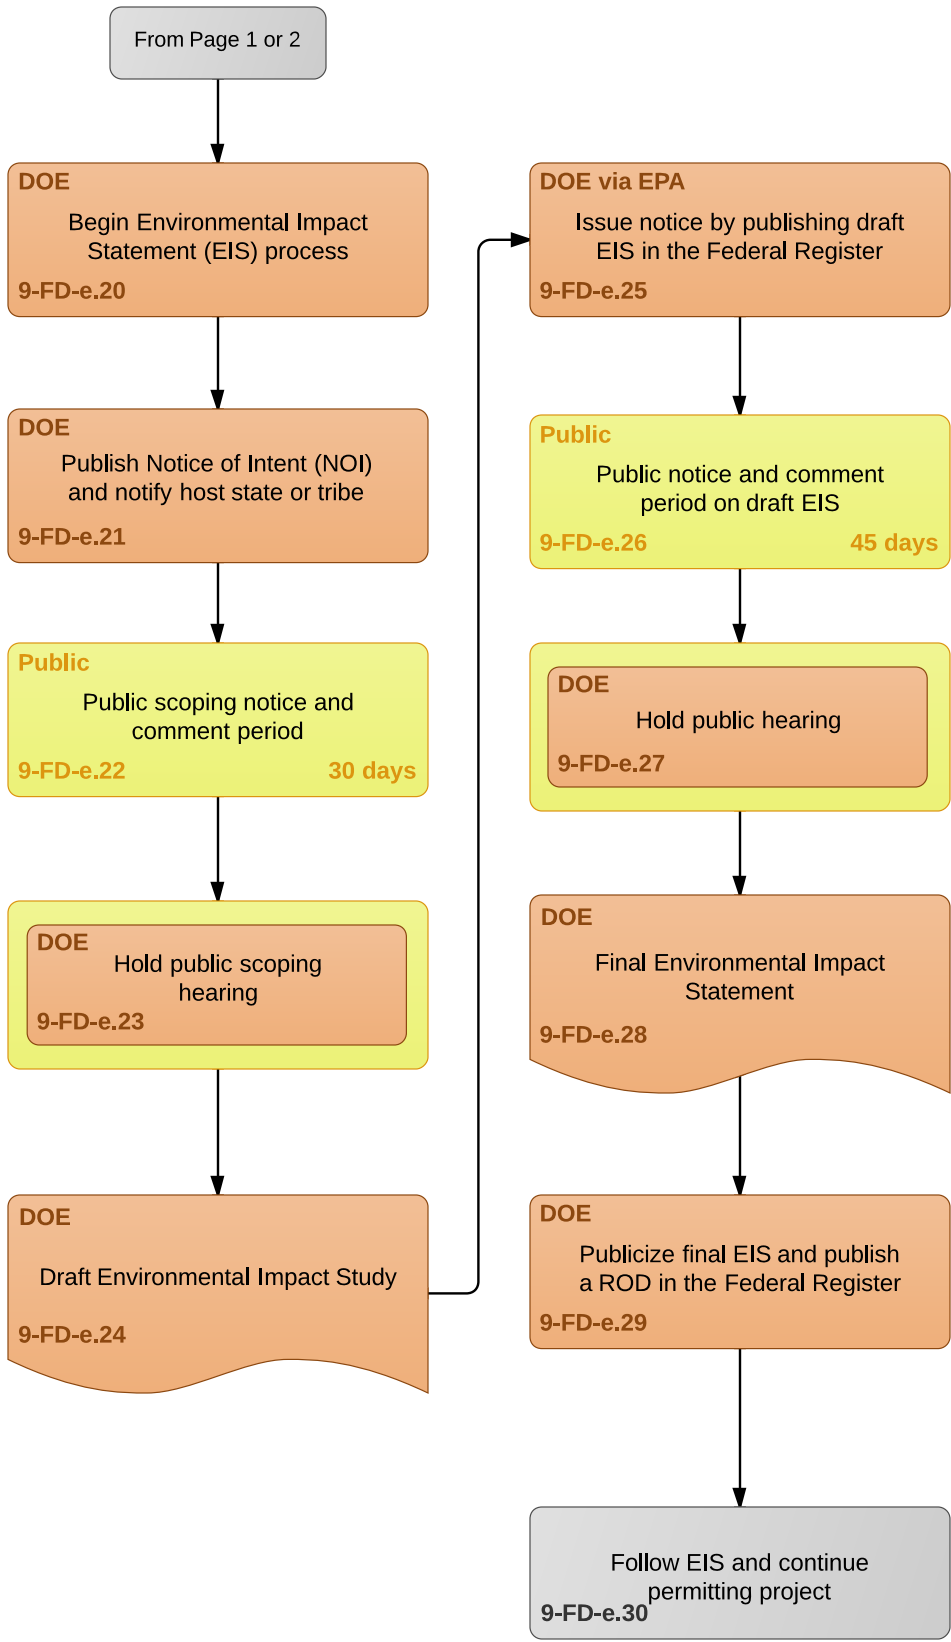 From Page 1 or 2
DOE
Begin Environmental Impact
Statement (EIS) process
9-FD-e.20
DOE
Publish Notice of Intent (NOI)
and notify host state or tribe
9-FD-e.21
Public
Public scoping notice and
comment period
9-FD-e.22 30 days
DOE
Hold public scoping
hearing
9-FD-e.23
DOE
Draft Environmental Impact Study
9-FD-e.24
DOE via EPA
Issue notice by publishing draft
EIS in the Federal Register
9-FD-e.25
Public
Public notice and comment
period on draft EIS
9-FD-e.26 45 days
DOE
Hold public hearing
9-FD-e.27
DOE
Final Environmental Impact
Statement
9-FD-e.28
DOE
Publicize final EIS and publish
a ROD in the Federal Register
9-FD-e.29
Follow EIS and continue
permitting project
9-FD-e.30